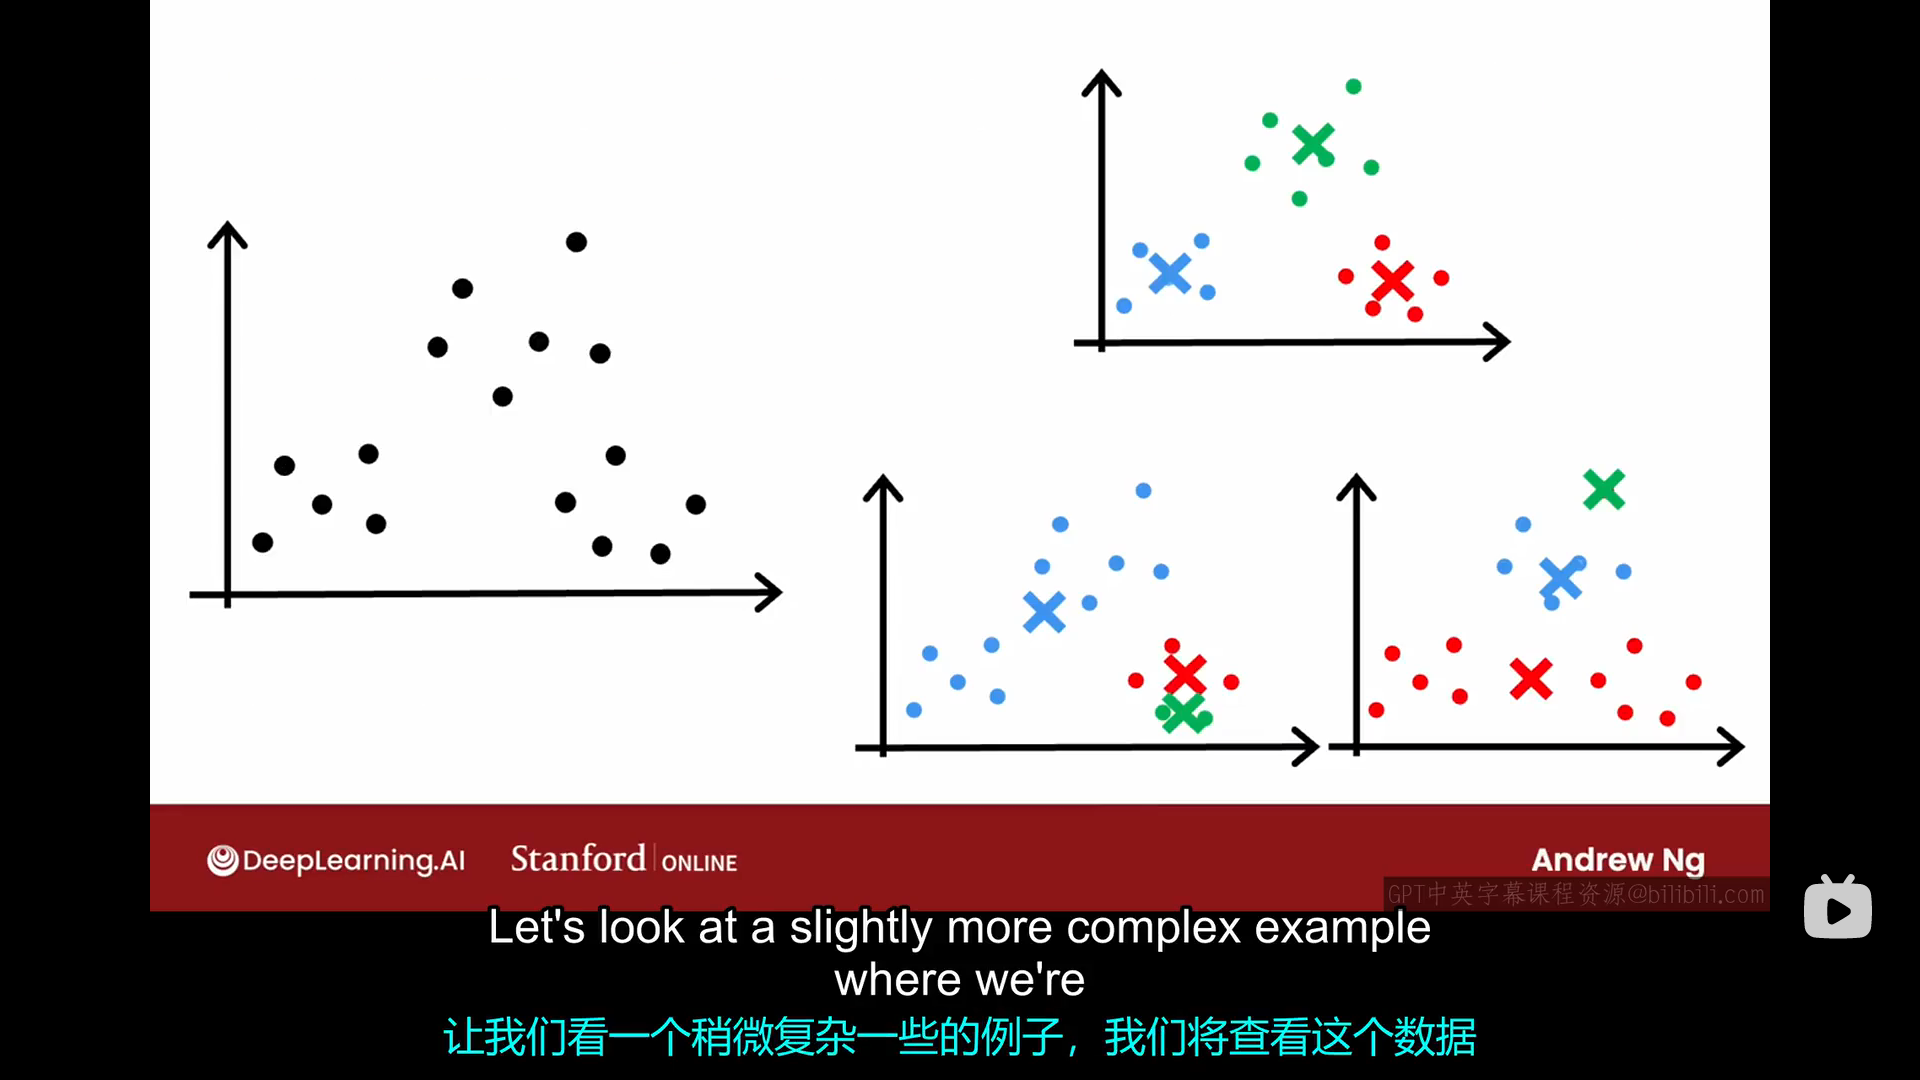 DeepLearning.AI
Stanford ONLINE
Andrew Ng
GPT中英字幕课程资源@bilibili.com
Let's look at a slightly more complex example
where we're
让我们看一个稍微复杂一些的例子，我们将查看这个数据